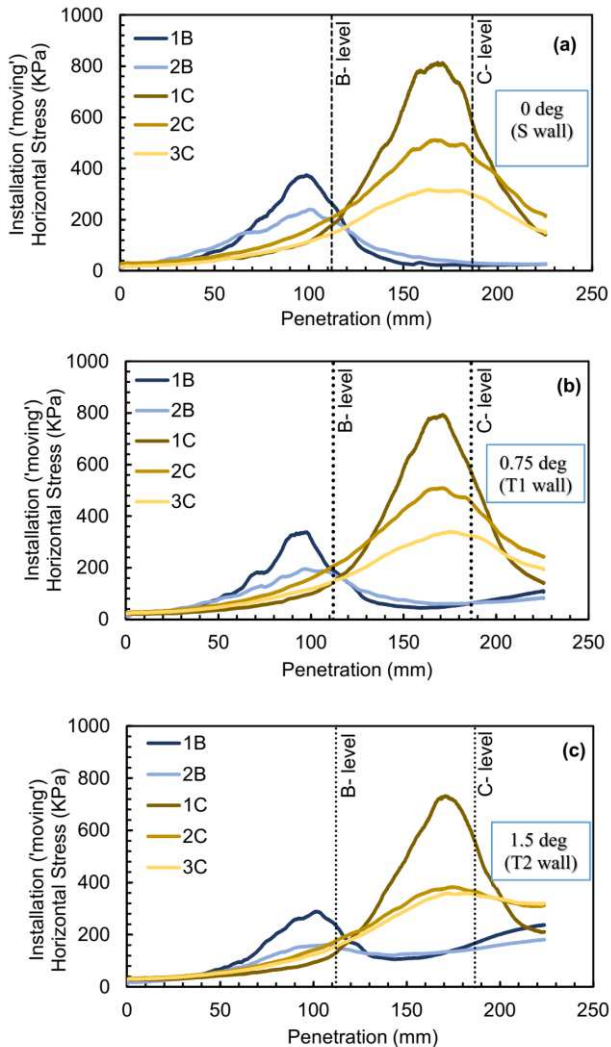 1000
800
600
400
200
0
Installation ('moving')
Horizontal Stress (KPa)
1B
2B
1C
2C
3C
B- level
C- level
(a)
0 deg
(S wall)
0 50 100 150 200 250
Penetration (mm)
1000
800
600
400
200
0
Installation ('moving')
Horizontal Stress (KPa)
1B
2B
1C
2C
3C
B- level
C- level
(b)
0.75 deg
(T1 wall)
0 50 100 150 200 250
Penetration (mm)
1000
800
600
400
200
0
Installation ('moving')
Horizontal Stress (KPa)
1B
2B
1C
2C
3C
B- level
C- level
(c)
1.5 deg
(T2 wall)
0 50 100 150 200 250
Penetration (mm)